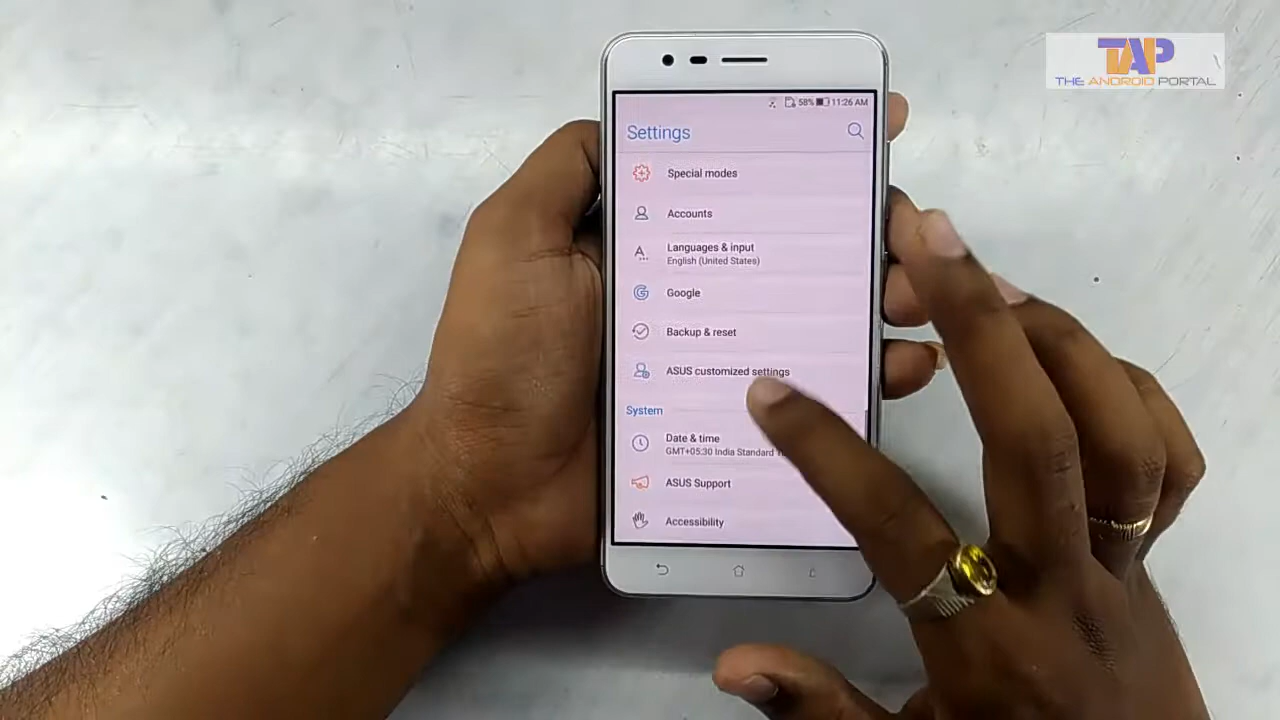 TAP
THE ANDROID PORTAL
58% 11:26 AM
Settings
Special modes
Accounts
Languages & input
English (United States)
Google
Backup & reset
ASUS customized settings
System
Date & time
GMT+05:30 India Standard
ASUS Support
Accessibility